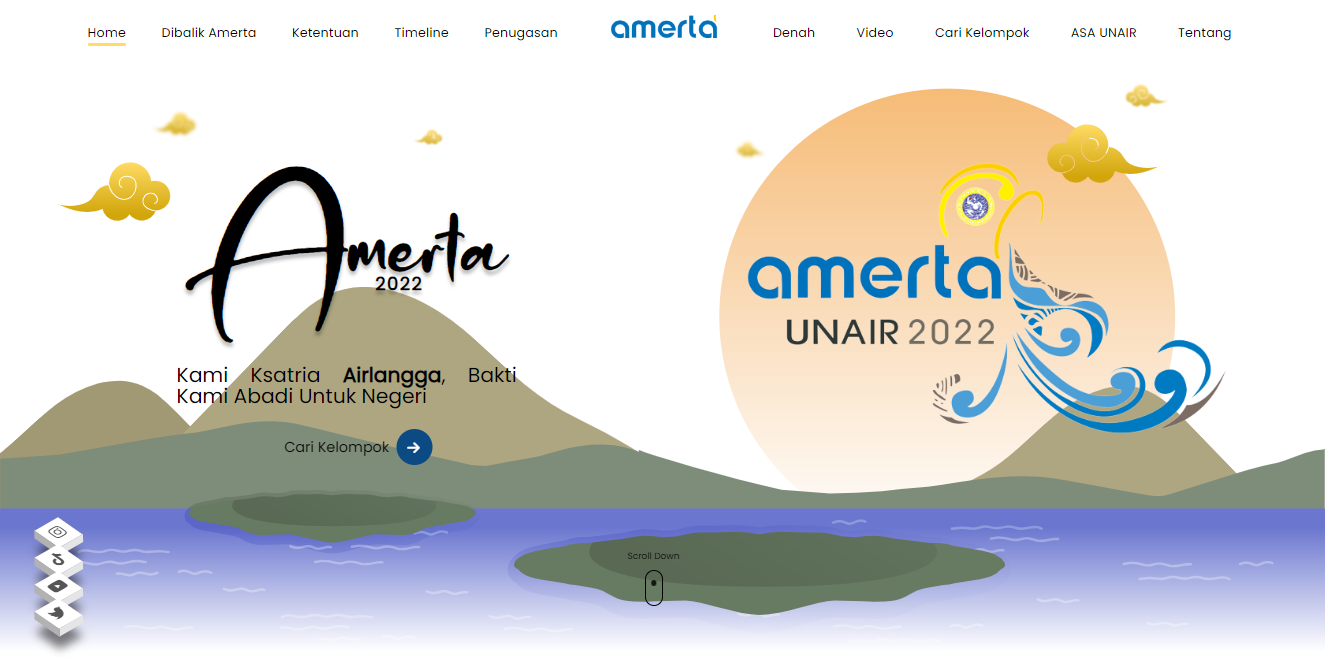 Home Dibalik Amerta Ketentuan Timeline Penugasan amerta Denah Video Cari Kelompok ASA UNAIR Tentang
Amerta
2022
Kami Ksatria Airlangga, Bakti
Kami Abadi Untuk Negeri
Cari Kelompok
amerta
UNAIR 2022
Scroll Down